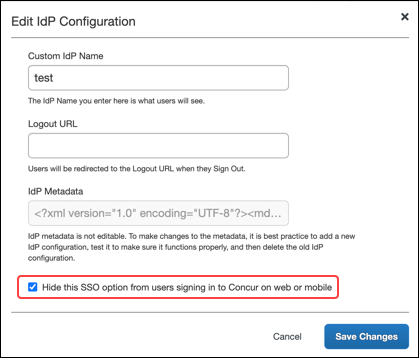 Edit IdP Configuration
×
Custom IdP Name
test
The IdP Name you enter here is what users will see.
Logout URL
Users will be redirected to the Logout URL when they Sign Out.
IdP Metadata
<?xml version="1.0" encoding="UTF-8"?><md...
IdP metadata is not editable. To make changes to the metadata, it is best practice to add a new
IdP configuration, test it to make sure it functions properly, and then delete the old IdP
configuration.
Hide this SSO option from users signing in to Concur on web or mobile
Cancel
Save Changes